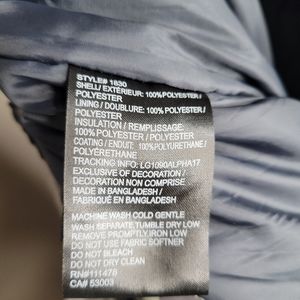 STYLE# 1830
SHELL/ EXTÉRIEUR: 100% POLYESTER /
POLYESTER
LINING / DOUBLURE: 100% POLYESTER /
POLYESTER
INSULATION / REMPLISSAGE:
100% POLYESTER / POLYESTER
COATING / ENDUIT: 100% POLYURETHANE /
POLYURÉTHANE
TRACKING INFO: LG1090ALPHA17
EXCLUSIVE OF DECORATION /
DECORATION NON COMPRISE
MADE IN BANGLADESH /
FABRIQUÉ EN BANGLADESH
MACHINE WASH COLD GENTLE
WASH SEPARATE, TUMBLE DRY LOW
REMOVE PROMPTLY, IRON LOW
DO NOT USE FABRIC SOFTNER
DO NOT BLEACH
DO NOT DRY CLEAN
RN#111478
CA# 53003